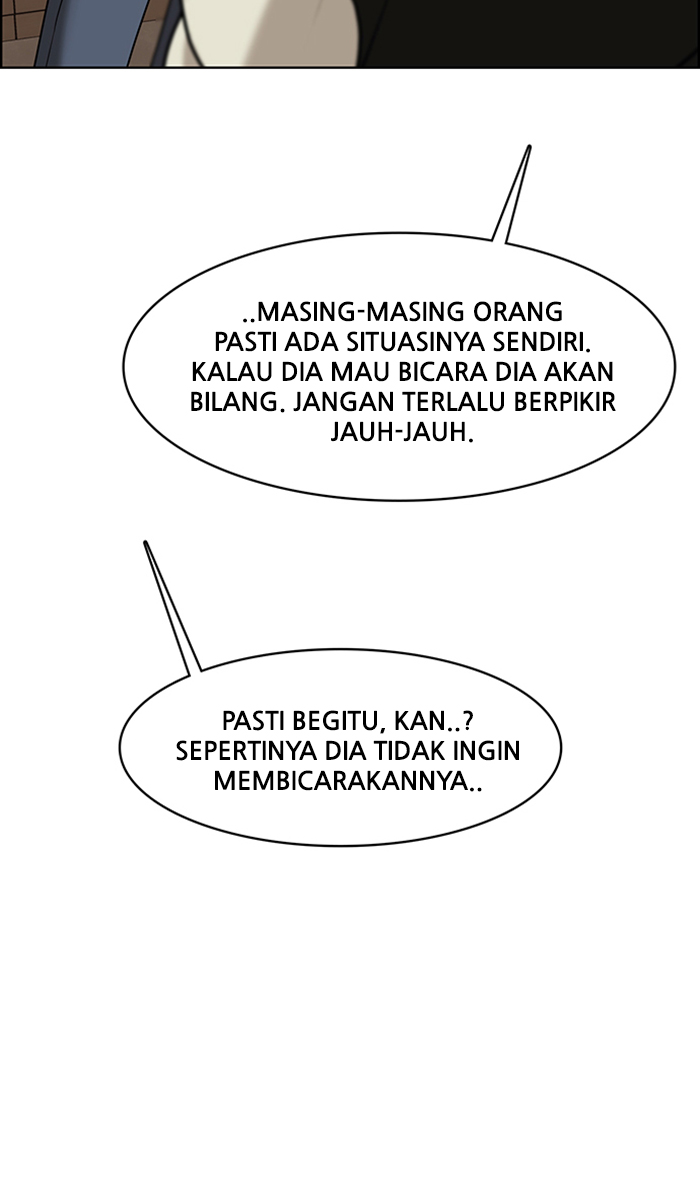 ..MASING-MASING ORANG
PASTI ADA SITUASINYA SENDIRI.
KALAU DIA MAU BICARA DIA AKAN
BILANG. JANGAN TERLALU BERPIKIR
JAUH-JAUH.
PASTI BEGITU, KAN..?
SEPERTINYA DIA TIDAK INGIN
MEMBICARAKANNYA..